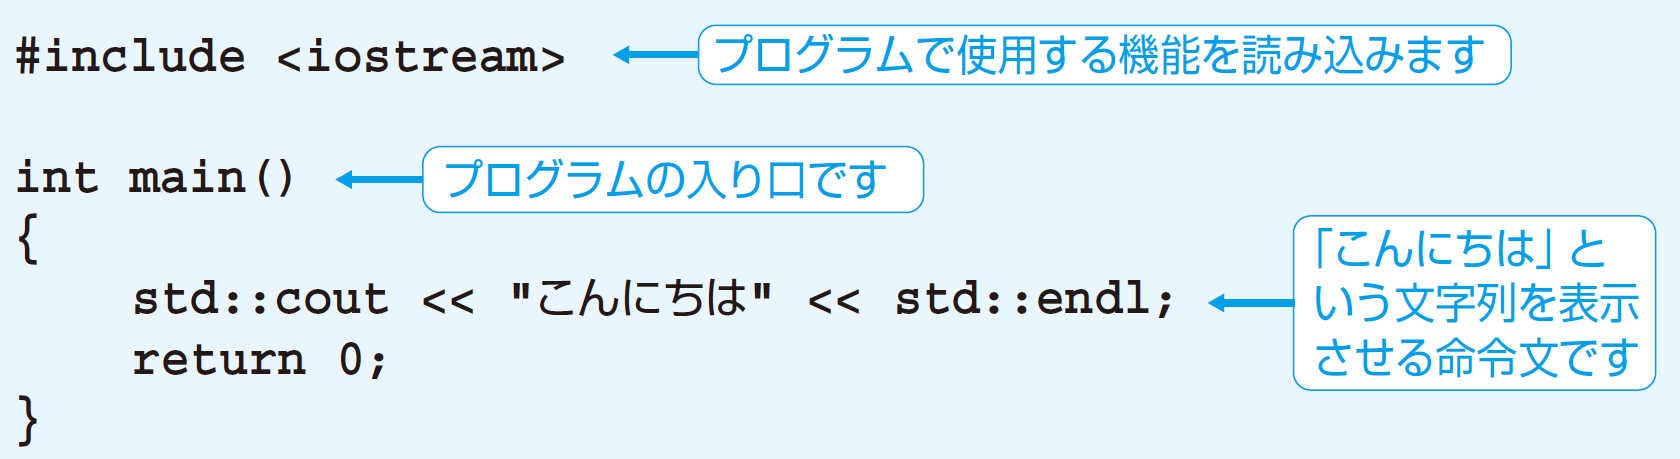 #include <iostream>
プログラムで使用する機能を読み込みます
int main()
プログラムの入り口です
{
std::cout << "こんにちは" << std::endl;
「こんにちは」と
いう文字列を表示
させる命令文です
return 0;
}